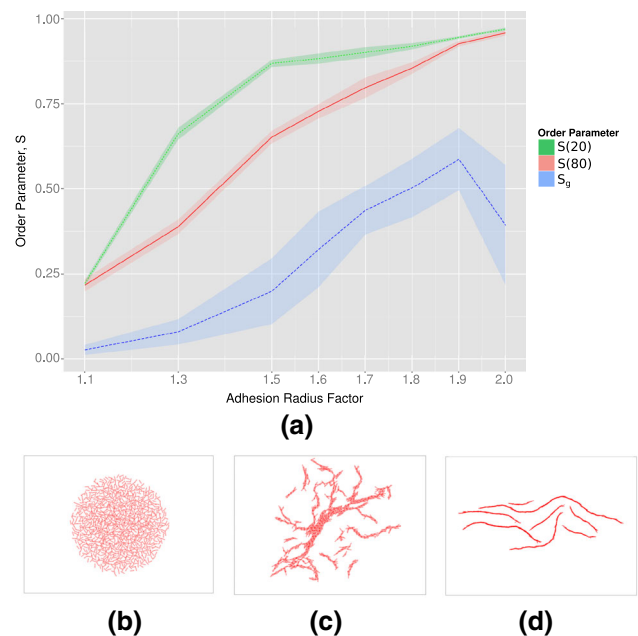 1.00
0.75
0.50
0.25
0.00
Order Parameter, S
1.1 1.3 1.5 1.6 1.7 1.8 1.9 2.0
Adhesion Radius Factor
Order Parameter
S(20)
S(80)
Sg
(a)
(b) (c) (d)